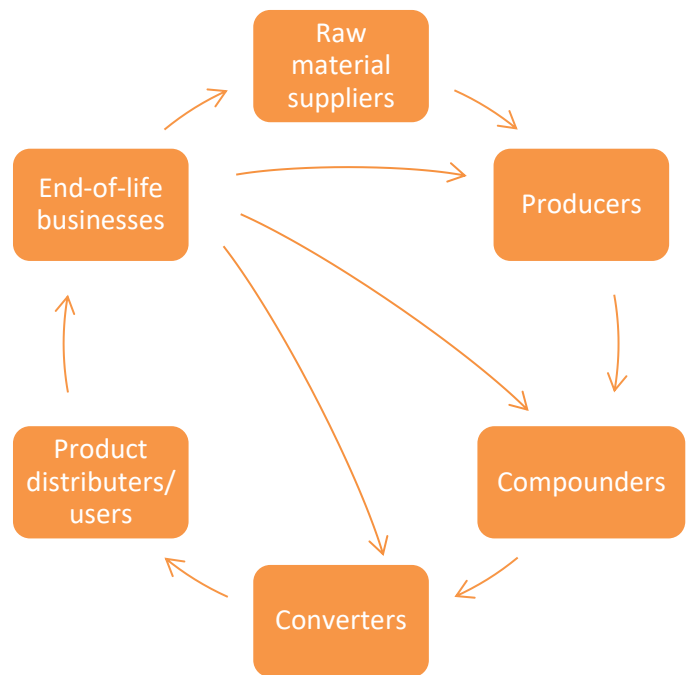 Raw
material
suppliers
End-of-life
businesses
Producers
Product
distributers/
users
Compounders
Converters